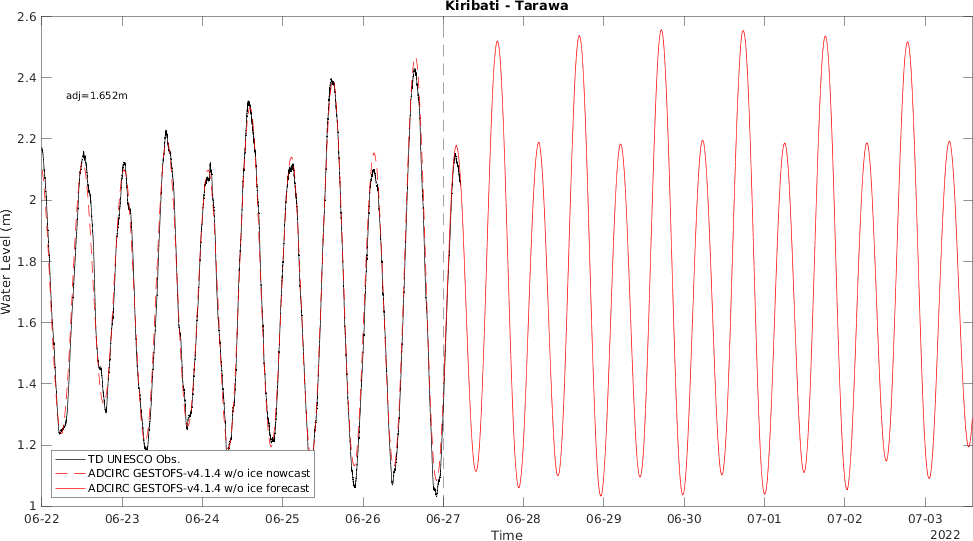 Kiribati - Tarawa
2.6
2.4
adj=1.652m
2.2
2
Water Level (m)
1.8
1.6
1.4
1.2
TD UNESCO Obs.
ADCIRC GESTOFS-v4.1.4 w/o ice nowcast
ADCIRC GESTOFS-v4.1.4 w/o ice forecast
1
06-22 06-23 06-24 06-25 06-26 06-27 06-28 06-29 06-30 07-01 07-02 07-03
Time
2022